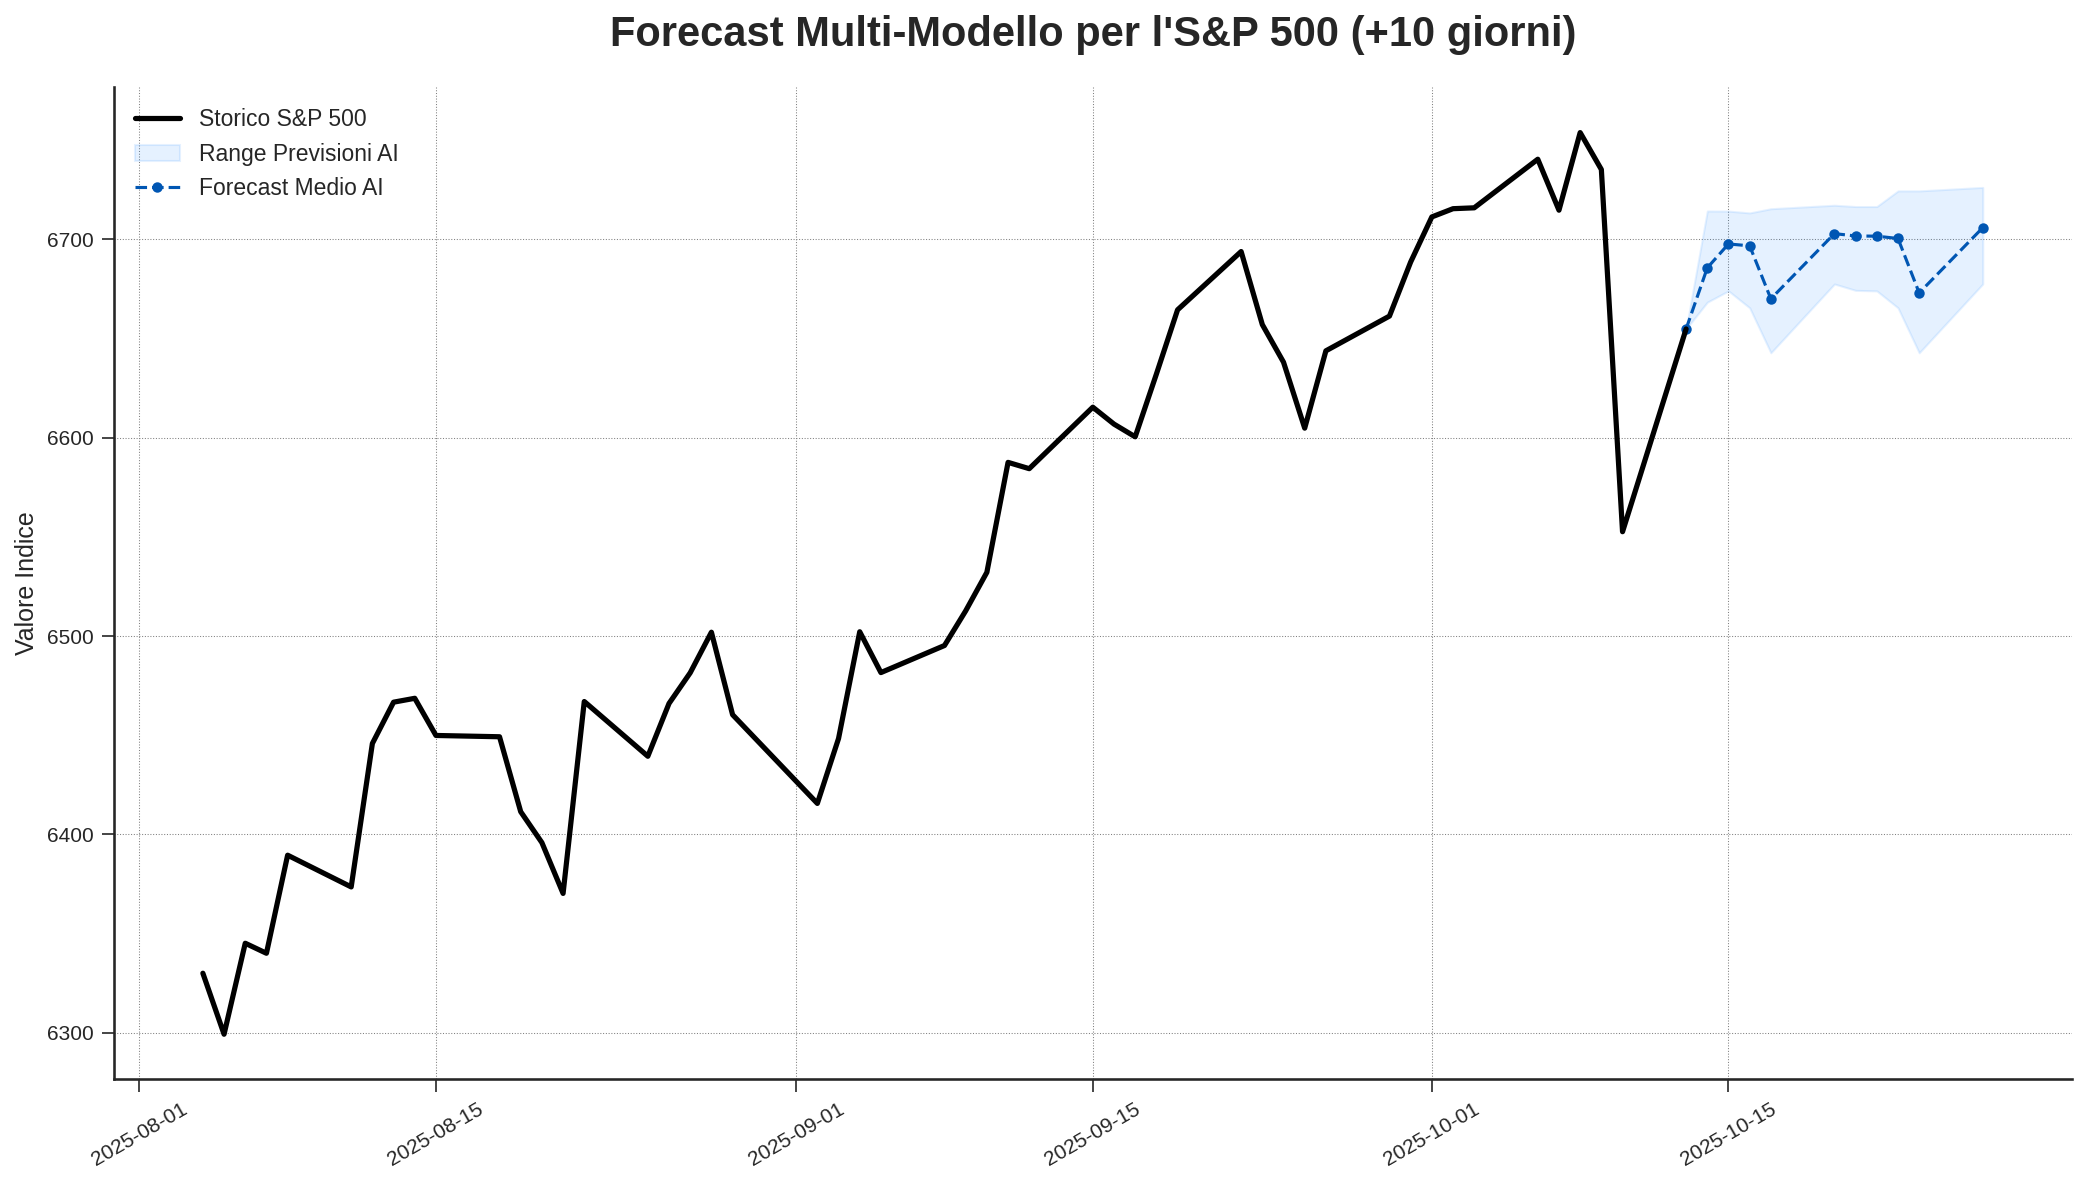 Forecast Multi-Modello per l'S&P 500 (+10 giorni)
Storico S&P 500
Range Previsioni AI
Forecast Medio AI
Valore Indice
6700
6600
6500
6400
6300
2025-08-01
2025-08-15
2025-09-01
2025-09-15
2025-10-01
2025-10-15